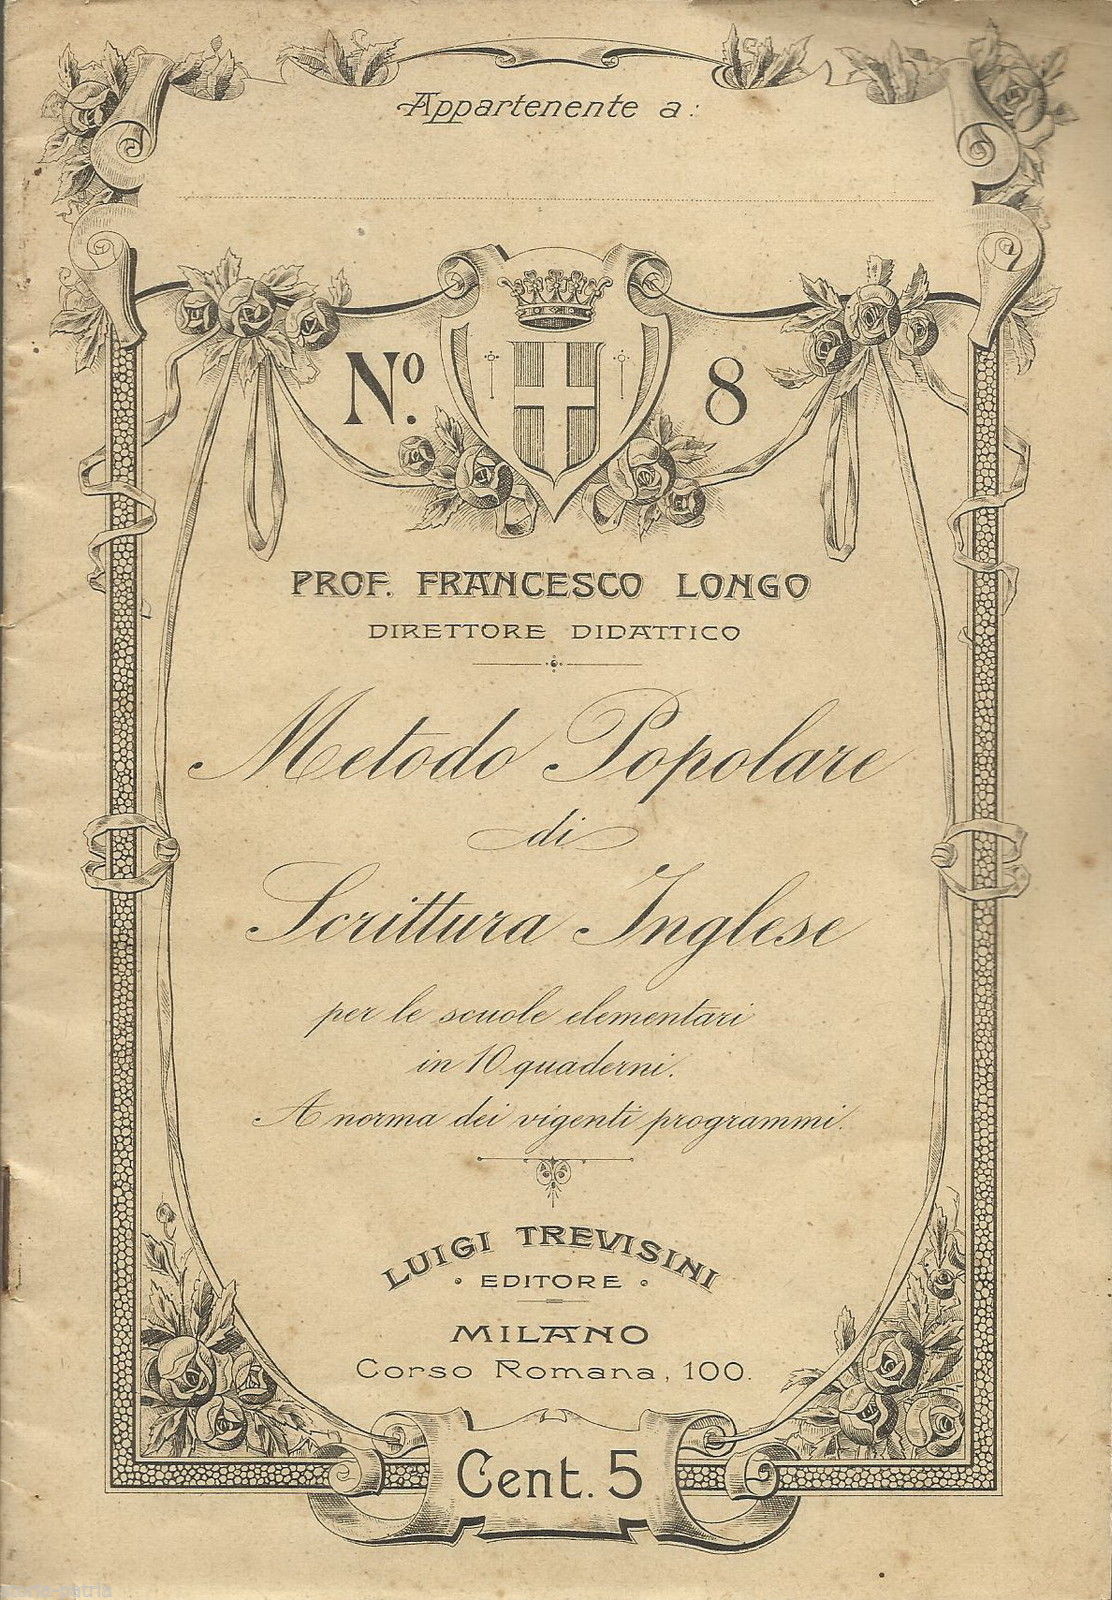 Appartenente a:
Nº. 8
PROF. FRANCESCO LONGO
DIRETTORE DIDATTICO
Metodo Popolare
di
Scrittura Inglese
per le scuole elementari
in 10 quaderni.
A norma dei vigenti programmi.
LUIGI TREVISINI
• EDITORE •
MILANO
Corso Romana, 100.
Cent. 5